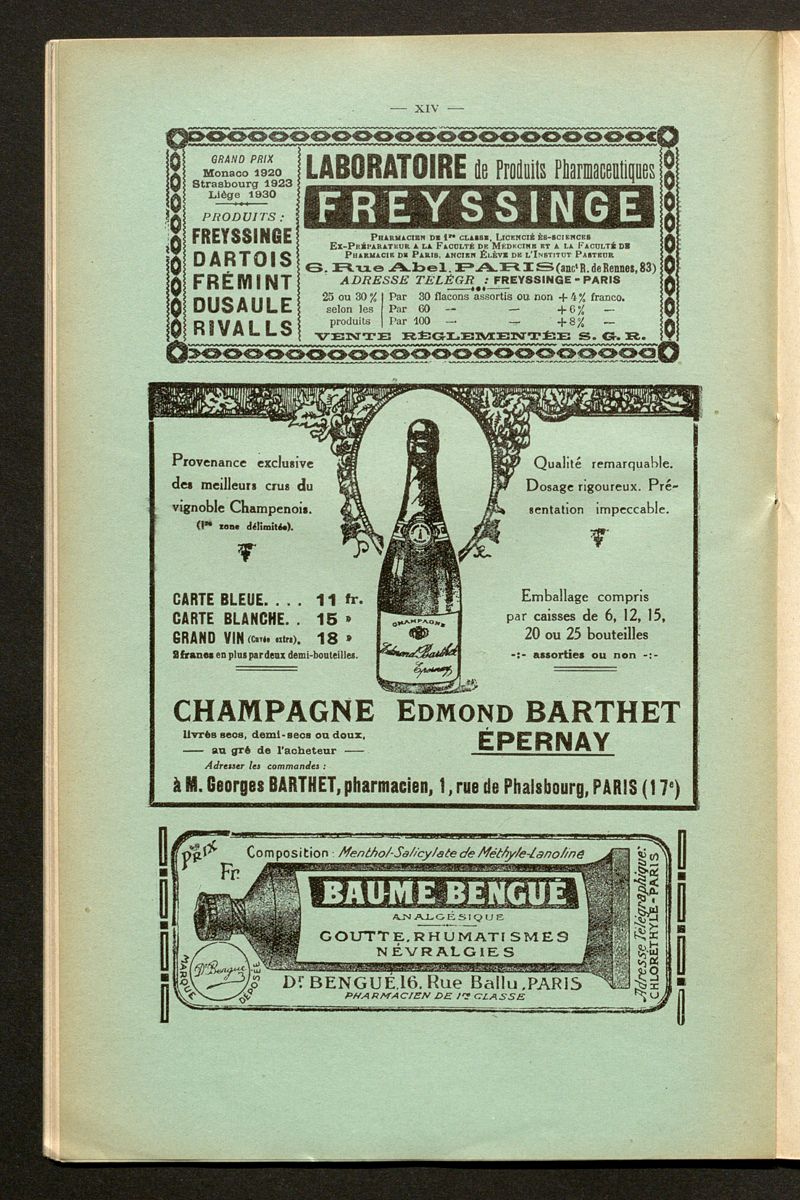 — XIV —
GRAND PRIX
Monaco 1920
Strasbourg 1923
Liège 1930
PRODUITS :
FREYSSINGE
DARTOIS
FRÉMINT
DUSAULE
RIVALLS
LABORATOIRE de Produits Pharmaceutiques
FREYSSINGE
Pharmacien de 1re classe, Licencié ès-sciences
Ex-Préparateur a la Faculté de Médecine et a la Faculté de
Pharmacie de Paris, ancien Élève de l'Institut Pasteur
6. Rue Abel. PARIS (anct R. de Rennes, 83)
ADRESSE TÉLÉGR : FREYSSINGE - PARIS
25 ou 30 % Par 30 flacons assortis ou non + 4 % franco.
selon les Par 60 — — + 6 % —
produits Par 100 — — + 8 % —
VENTE RÉGLEMENTÉE S. G. R.
Provenance exclusive
des meilleurs crus du
vignoble Champenois.
(1re zone délimitée).
Qualité remarquable.
Dosage rigoureux. Pré-
sentation impeccable.
CARTE BLEUE. . . . 11 fr.
CARTE BLANCHE. . 15 »
GRAND VIN (Cuvée extra). 18 »
2 francs en plus par deux demi-bouteilles.
CHAMPAGNE
Edmond Barthet
Épernay
Emballage compris
par caisses de 6, 12, 15,
20 ou 25 bouteilles
-:- assorties ou non -:-
CHAMPAGNE EDMOND BARTHET
livrés secs, demi-secs ou doux,
— au gré de l'acheteur —
ÉPERNAY
Adresser les commandes :
à M. Georges BARTHET, pharmacien, 1, rue de Phalsbourg, PARIS (17e)
PRIX
Fr.
Composition : Menthol-Salicylate de Méthyle-Lanoline
BAUME BENGUÉ
ANALGÉSIQUE
GOUTTE, RHUMATISMES
NÉVRALGIES
MARQUE DÉPOSÉE
Dr Bengué
Dr BENGUÉ, 16, Rue Ballu, PARIS
PHARMACIEN DE 1re CLASSE
Adresse Télégraphique:
CHLORÉTHYLE - PARIS